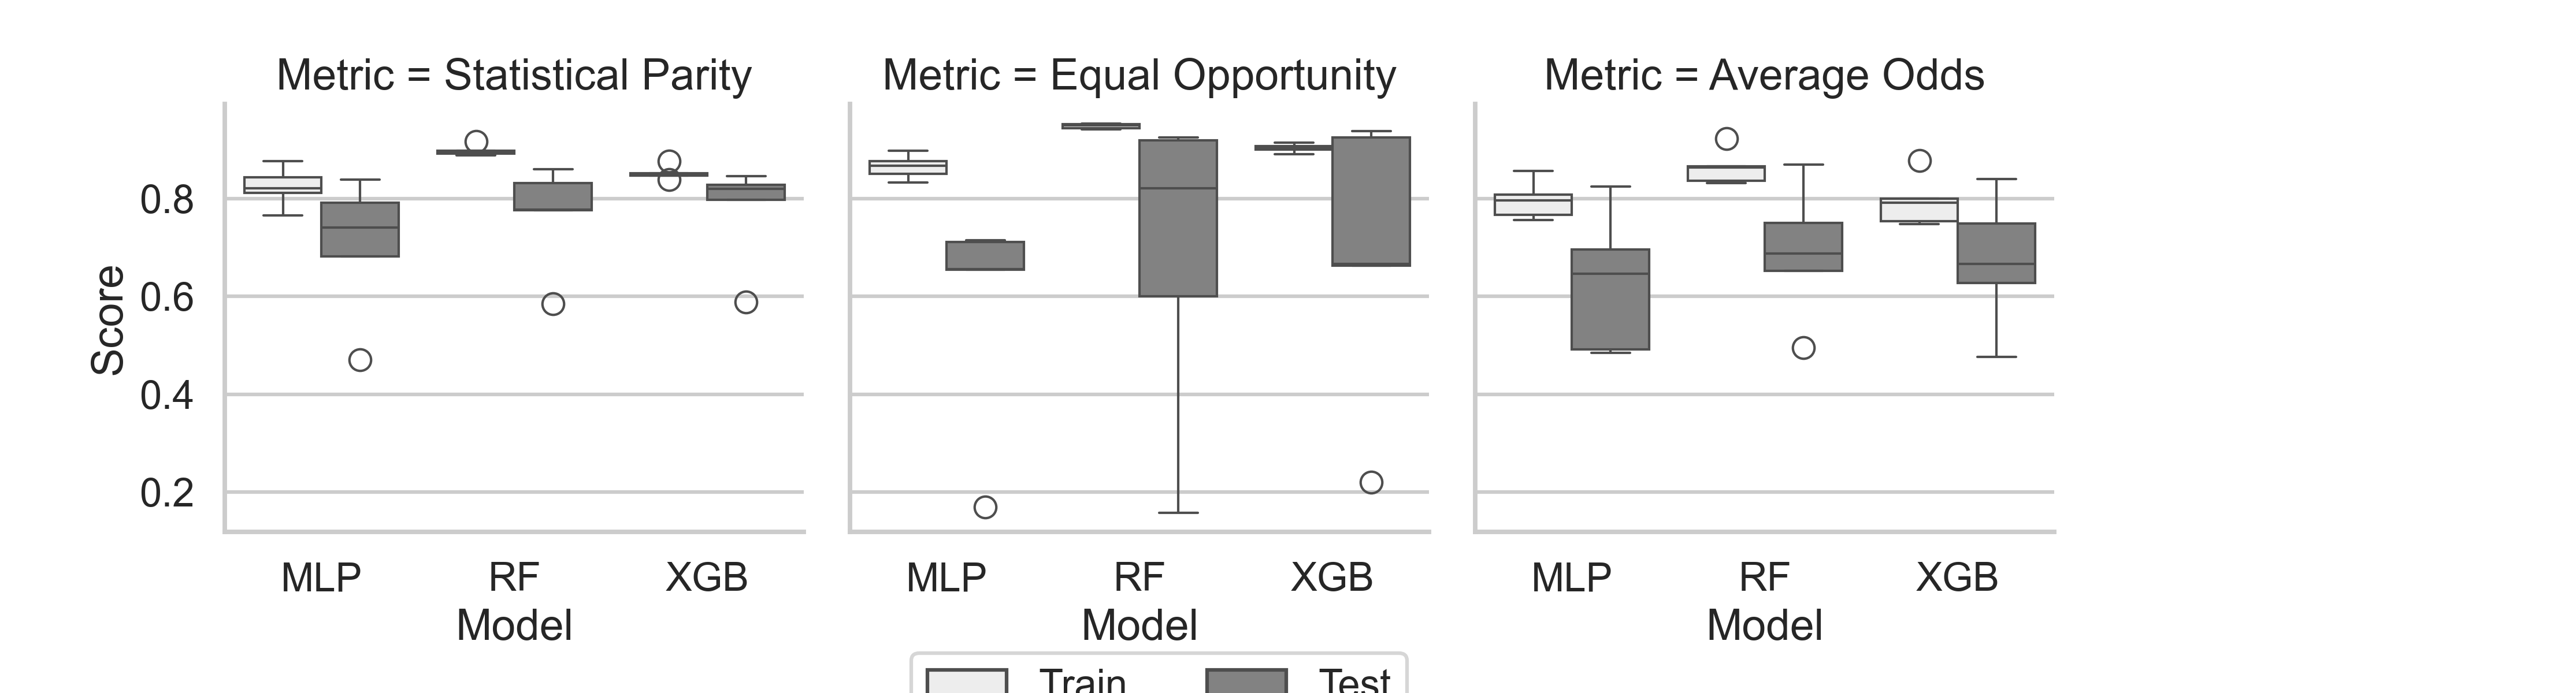 Metric = Statistical Parity
Metric = Equal Opportunity
Metric = Average Odds
Score
0.8
0.6
0.4
0.2
MLP RF XGB
MLP RF XGB
MLP RF XGB
Model
Model
Model
Train Test